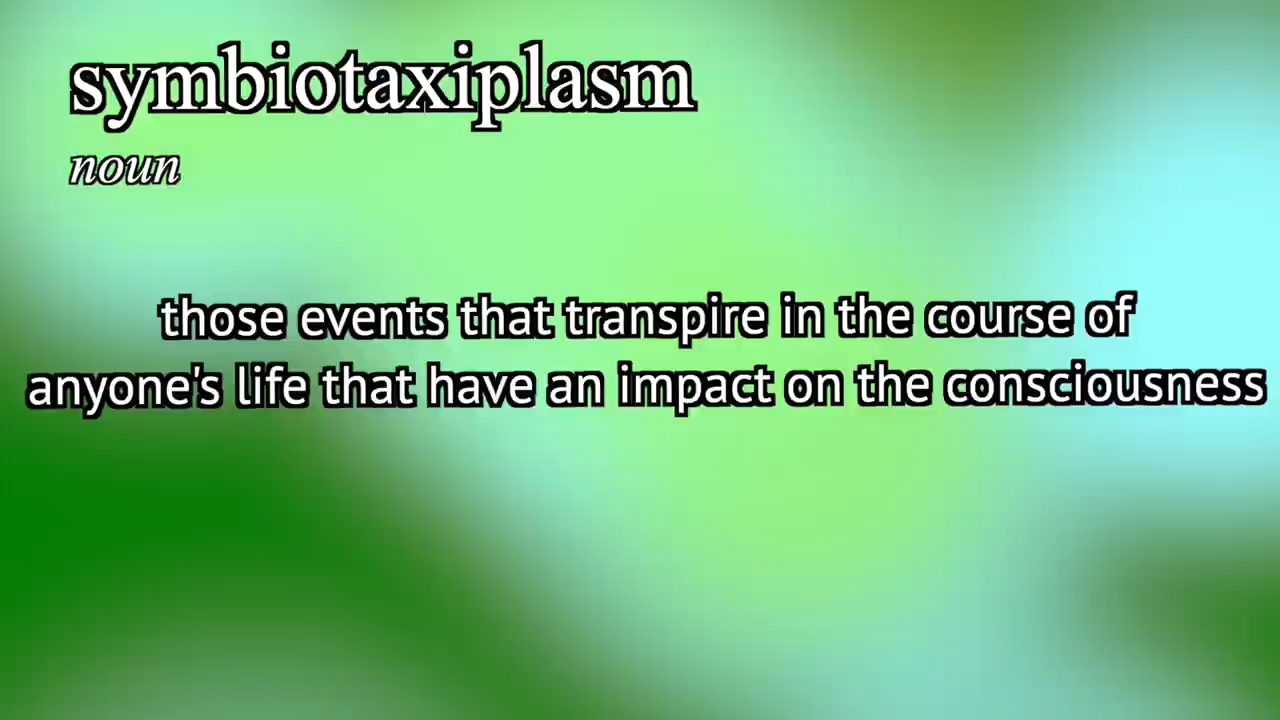 symbiotaxiplasm
noun
those events that transpire in the course of
anyone's life that have an impact on the consciousness